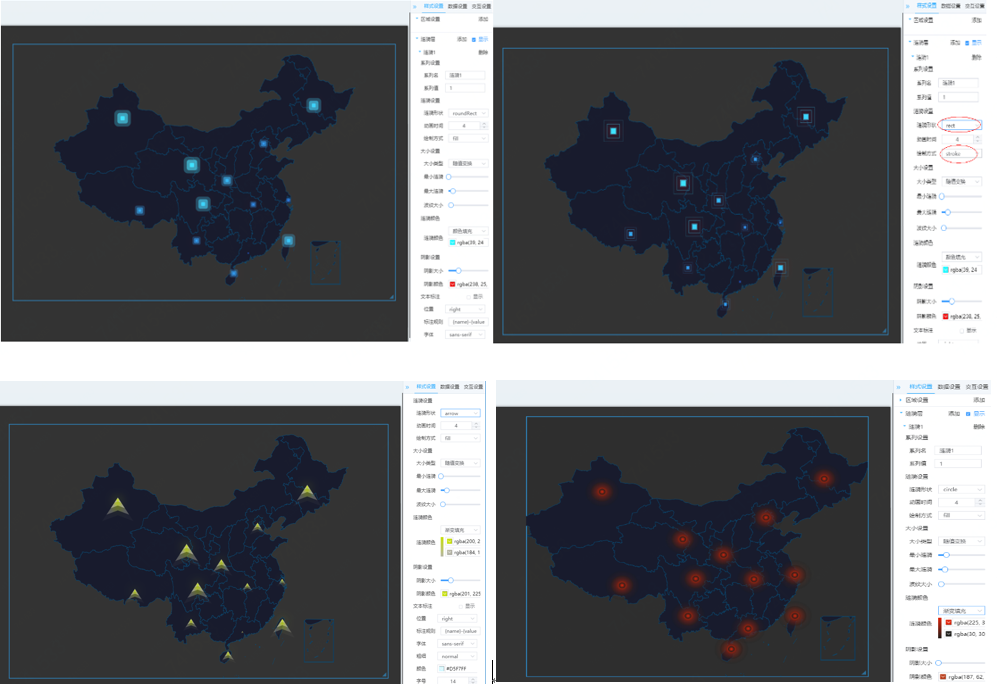 样式设置 数据设置 交互设置
区域设置 添加
涟漪层 添加 显示
涟漪1 删除
系列设置
系列名 涟漪1
系列值 1
涟漪设置
涟漪形状 roundRect
动画时间 4
绘制方式 fill
大小设置
大小类型 随值变换
最小涟漪
最大涟漪
波纹大小
涟漪颜色
颜色填充
涟漪颜色 rgba(39, 24
阴影设置
阴影大小
阴影颜色 rgba(238, 25,
文本标注 显示
位置 right
标注规则 {name}-{value
字体 sans-serif
样式设置 数据设置 交互设置
区域设置 添加
涟漪层 添加 显示
涟漪1 删除
系列设置
系列名 涟漪1
系列值 1
涟漪设置
涟漪形状 rect
动画时间 4
绘制方式 stroke
大小设置
大小类型 随值变换
最小涟漪
最大涟漪
波纹大小
涟漪颜色
颜色填充
涟漪颜色 rgba(39, 24
阴影设置
阴影大小
阴影颜色 rgba(238, 25,
文本标注 显示
样式设置 数据设置 交互设置
涟漪设置
涟漪形状 arrow
动画时间 4
绘制方式 fill
大小设置
大小类型 随值变换
最小涟漪
最大涟漪
波纹大小
涟漪颜色
渐变填充
涟漪颜色 rgba(200, 2
rgba(184, 1
阴影设置
阴影大小
阴影颜色 rgba(201, 225
文本标注 显示
位置 right
标注规则 {name}-{value
字体 sans-serif
粗细 normal
颜色 #D5F7FF
字号 14
样式设置 数据设置 交互设置
区域设置 添加
涟漪层 添加 显示
涟漪1 删除
系列设置
系列名 涟漪1
系列值 1
涟漪设置
涟漪形状 circle
动画时间 4
绘制方式 fill
大小设置
大小类型 随值变换
最小涟漪
最大涟漪
波纹大小
涟漪颜色
渐变填充
涟漪颜色 rgba(225, 3
rgba(30, 30
阴影设置
阴影大小
阴影颜色 rgba(187, 62,